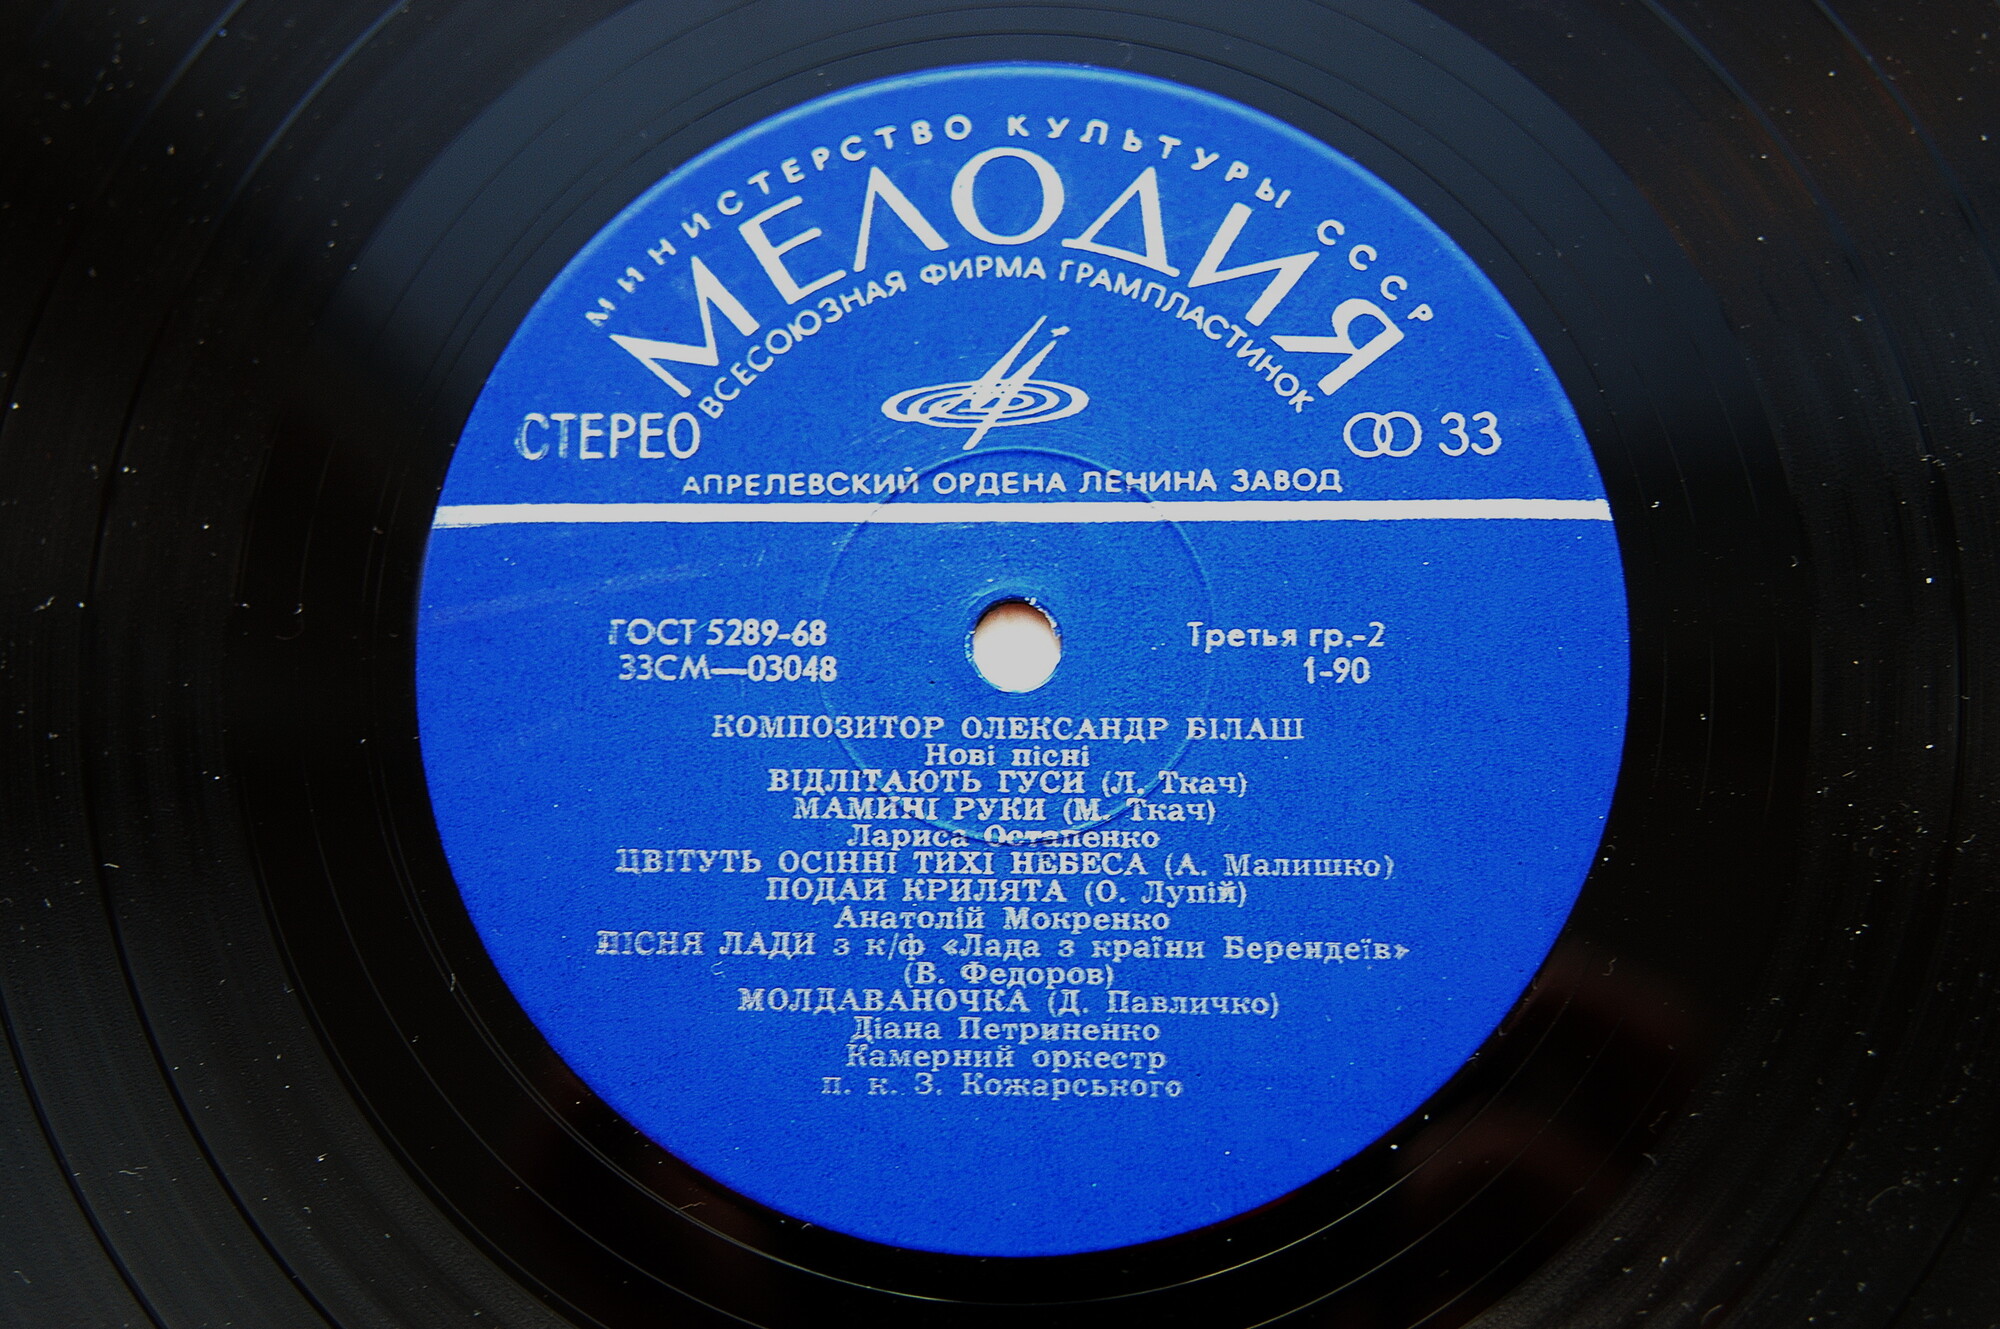 МИНИСТЕРСТВО КУЛЬТУРЫ СССР
МЕЛОДИЯ
ВСЕСОЮЗНАЯ ФИРМА ГРАМПЛАСТИНОК
СТЕРЕО
33
АПРЕЛЕВСКИЙ ОРДЕНА ЛЕНИНА ЗАВОД
ГОСТ 5289-68
33СМ—03048
Третья гр.-2
1-90
КОМПОЗИТОР ОЛЕКСАНДР БІЛАШ
Нові пісні
ВІДЛІТАЮТЬ ГУСИ (Л. Ткач)
МАМИНІ РУКИ (М. Ткач)
Лариса Остапенко
ЦВІТУТЬ ОСІННІ ТИХІ НЕБЕСА (А. Малишко)
ПОДАЙ КРИЛЯТА (О. Лупій)
Анатолій Мокренко
ПІСНЯ ЛАДИ з к/ф «Лада з країни Берендеїв»
(В. Федоров)
МОЛДАВАНОЧКА (Д. Павличко)
Діана Петриненко
Камерний оркестр
п. к. З. Кожарського